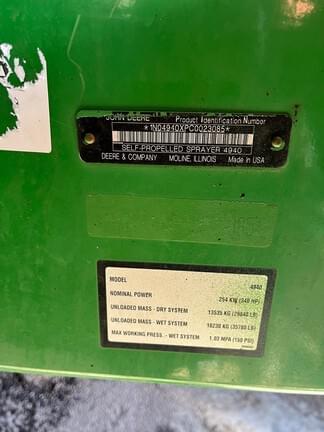 JOHN DEERE Product Identification Number
*1N04940XPC0023085*
SELF-PROPELLED SPRAYER 4940
DEERE & COMPANY MOLINE, ILLINOIS Made in USA
MODEL 4940
NOMINAL POWER 254 KW (340 HP)
UNLOADED MASS - DRY SYSTEM 13535 KG (29840 LB)
UNLOADED MASS - WET SYSTEM 16230 KG (35780 LB)
MAX WORKING PRESS. - WET SYSTEM 1.03 MPA (150 PSI)